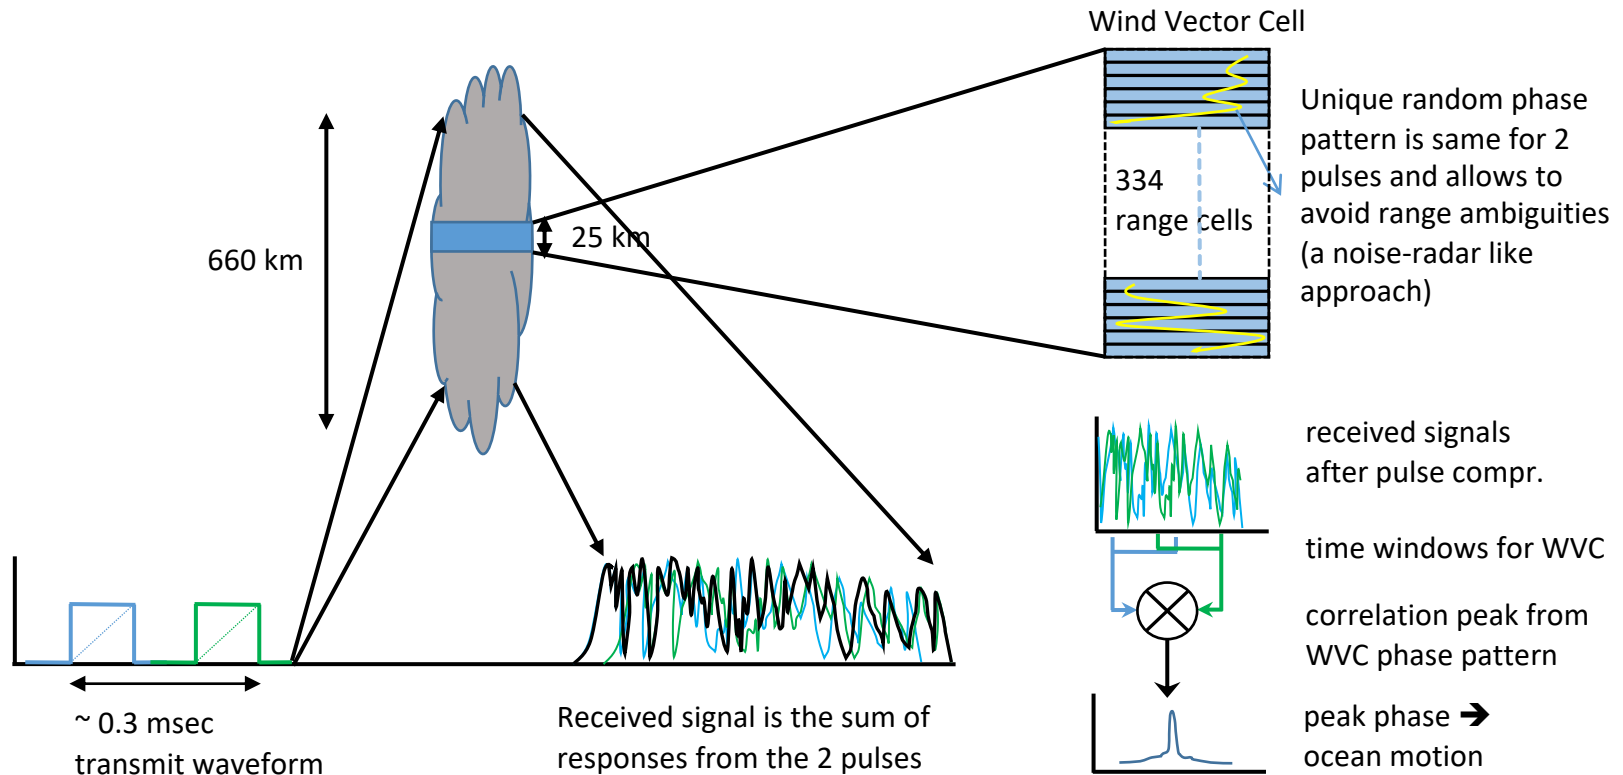 Wind Vector Cell
Unique random phase
pattern is same for 2
pulses and allows to
avoid range ambiguities
(a noise-radar like
approach)
334
range cells
660 km
25 km
received signals
after pulse compr.
time windows for WVC
correlation peak from
WVC phase pattern
peak phase ➔
ocean motion
~ 0.3 msec
transmit waveform
Received signal is the sum of
responses from the 2 pulses